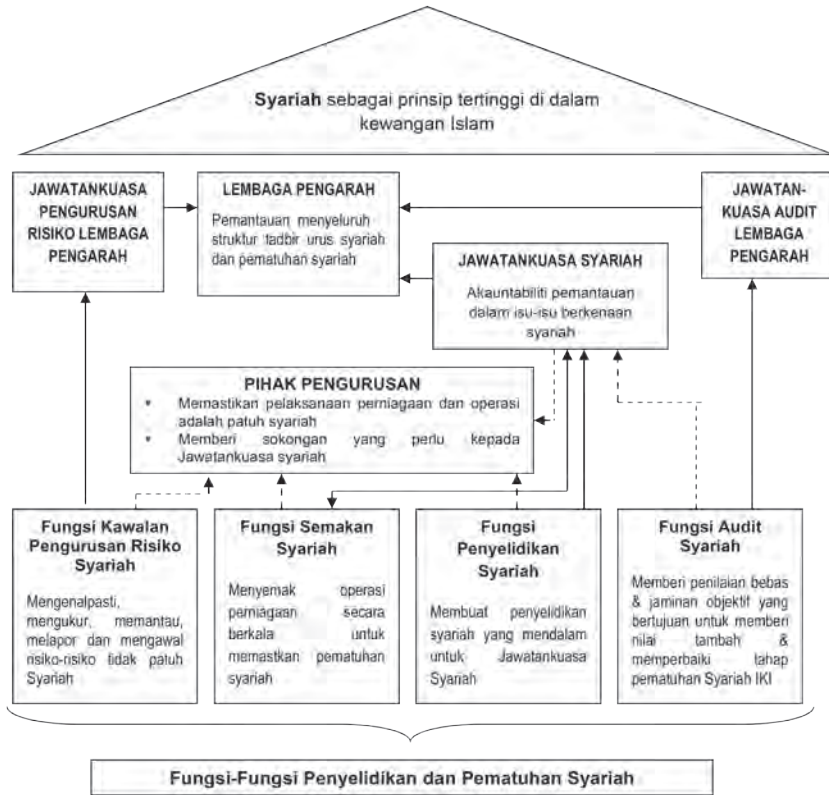 Syariah sebagai prinsip tertinggi di dalam
kewangan Islam
JAWATANKUASA
PENGURUSAN
RISIKO LEMBAGA
PENGARAH
LEMBAGA PENGARAH
Pemantauan menyeluruh
struktur tadbir urus syariah
dan pematuhan syariah
JAWATAN-
KUASA AUDIT
LEMBAGA
PENGARAH
JAWATANKUASA SYARIAH
Akauntabiliti pemantauan
dalam isu-isu berkenaan
syariah
PIHAK PENGURUSAN
• Memastikan pelaksanaan perniagaan dan operasi
adalah patuh syariah
• Memberi sokongan yang perlu kepada
Jawatankuasa syariah
Fungsi Kawalan
Pengurusan Risiko
Syariah
Mengenalpasti,
mengukur, memantau,
melapor dan mengawal
risiko-risiko tidak patuh
Syariah
Fungsi Semakan
Syariah
Menyemak operasi
perniagaan secara
berkala untuk
memastkan pematuhan
syariah
Fungsi
Penyelidikan
Syariah
Membuat penyelidikan
syariah yang mendalam
untuk Jawatankuasa
Syariah
Fungsi Audit
Syariah
Memberi penilaian bebas
& jaminan objektif yang
bertujuan untuk memberi
nilai tambah &
memperbaiki tahap
pematuhan Syariah IKI
Fungsi-Fungsi Penyelidikan dan Pematuhan Syariah